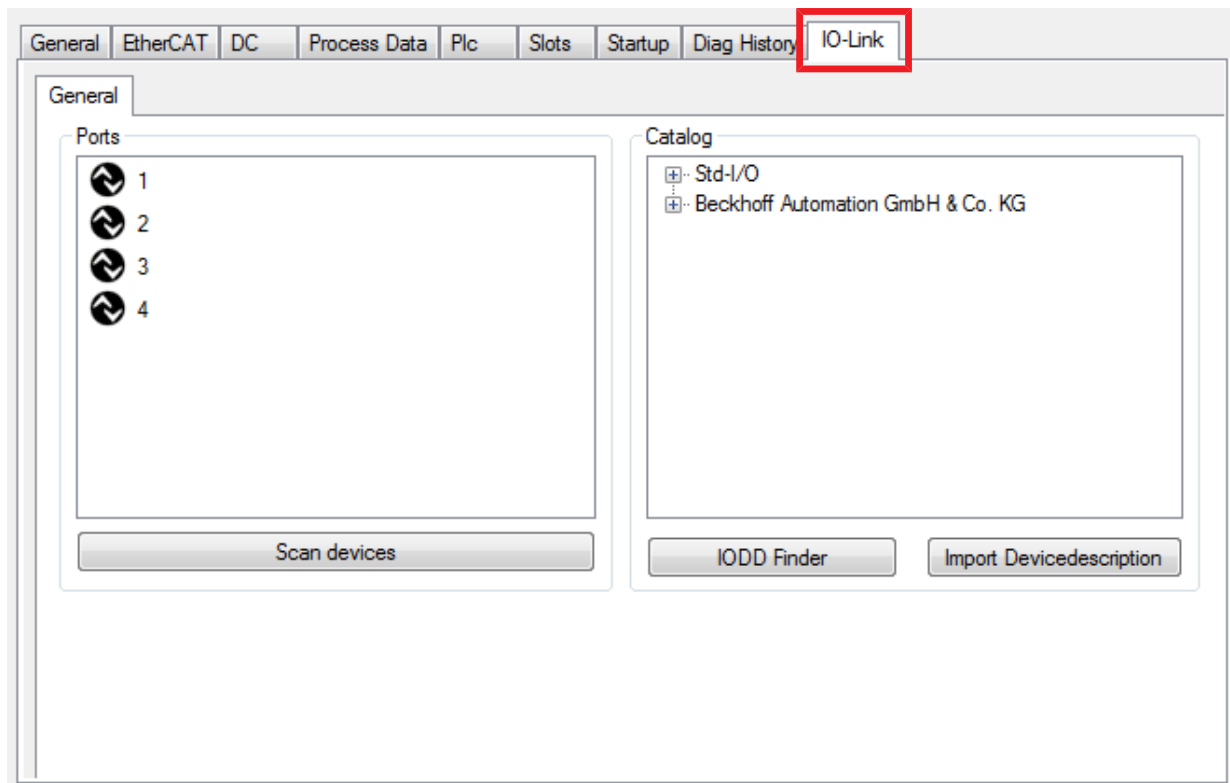 General EtherCAT DC Process Data Plc Slots Startup Diag History IO-Link
General
Ports
1
2
3
4
Scan devices
Catalog
Std-I/O
Beckhoff Automation GmbH & Co. KG
IODD Finder Import Devicedescription